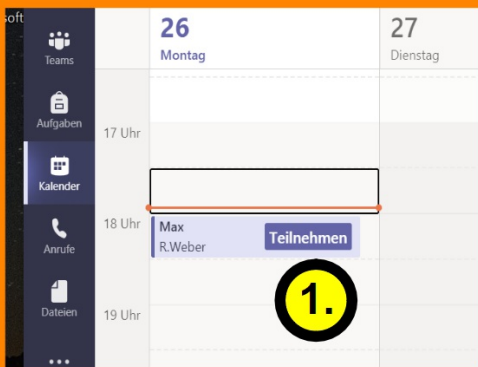 soft
Teams
Aufgaben
Kalender
Anrufe
Dateien
26
Montag
27
Dienstag
17 Uhr
18 Uhr
Max
R.Weber
Teilnehmen
1.
19 Uhr